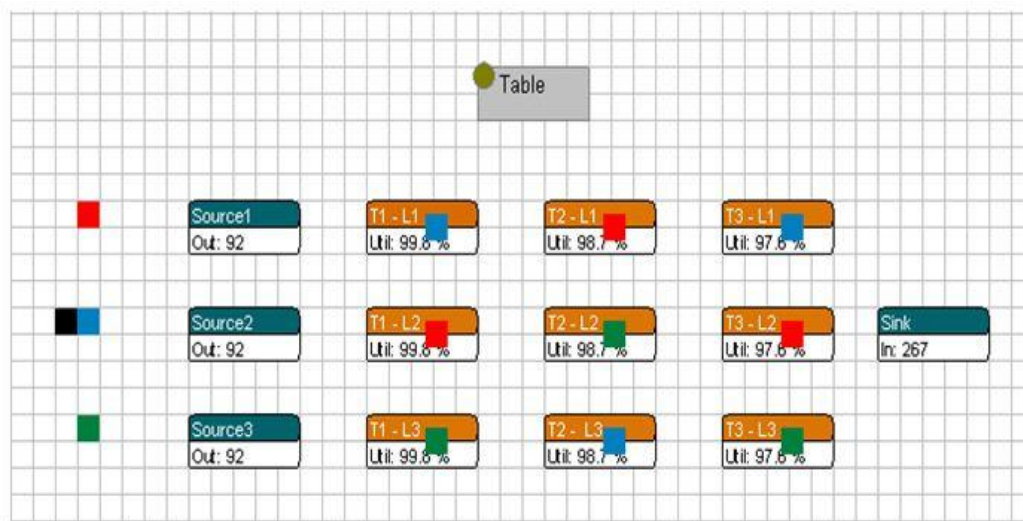 Table
Source1
Out: 92
T1 - L1
Util: 99.8 %
T2 - L1
Util: 98.7 %
T3 - L1
Util: 97.6 %
Source2
Out: 92
T1 - L2
Util: 99.8 %
T2 - L2
Util: 98.7 %
T3 - L2
Util: 97.6 %
Sink
In: 267
Source3
Out: 92
T1 - L3
Util: 99.8 %
T2 - L3
Util: 98.7 %
T3 - L3
Util: 97.6 %